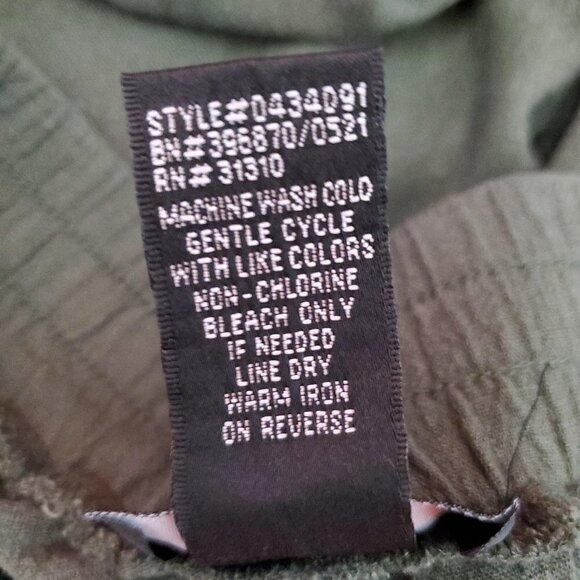 STYLE#0434D91
BN#396870/0521
RN# 31310
MACHINE WASH COLD
GENTLE CYCLE
WITH LIKE COLORS
NON-CHLORINE
BLEACH ONLY
IF NEEDED
LINE DRY
WARM IRON
ON REVERSE